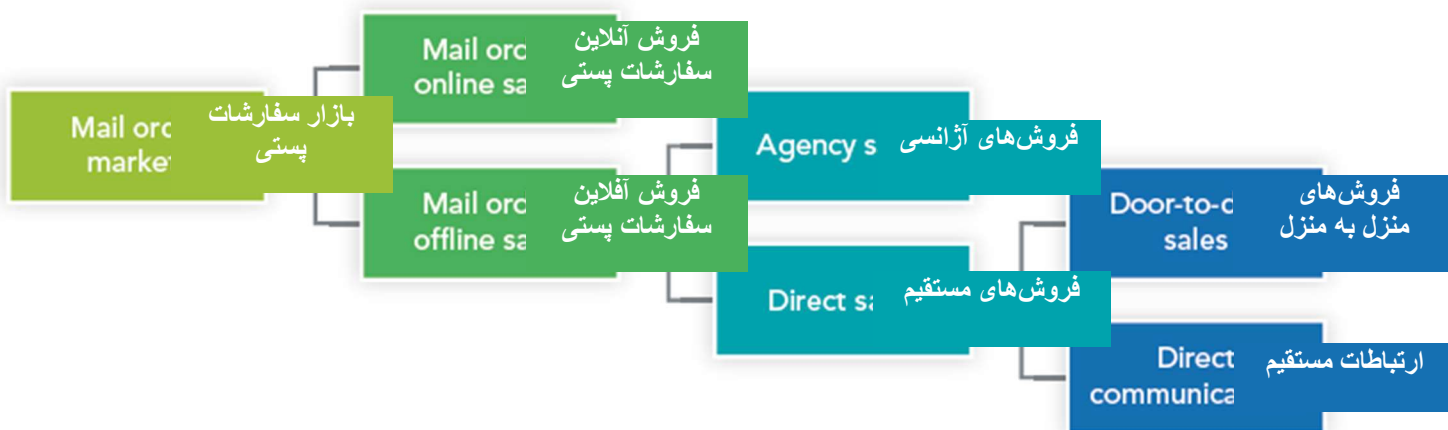 Mail orc
marke
بازار سفارشات
پستی
Mail orc
online sa
فروش آنلاین
سفارشات پستی
Mail orc
offline sa
فروش آفلاین
سفارشات پستی
Agency s
فروش‌های آژانسی
Direct sa
فروش‌های مستقیم
Door-to-c
sales
فروش‌های
منزل به منزل
Direct
communica
ارتباطات مستقیم